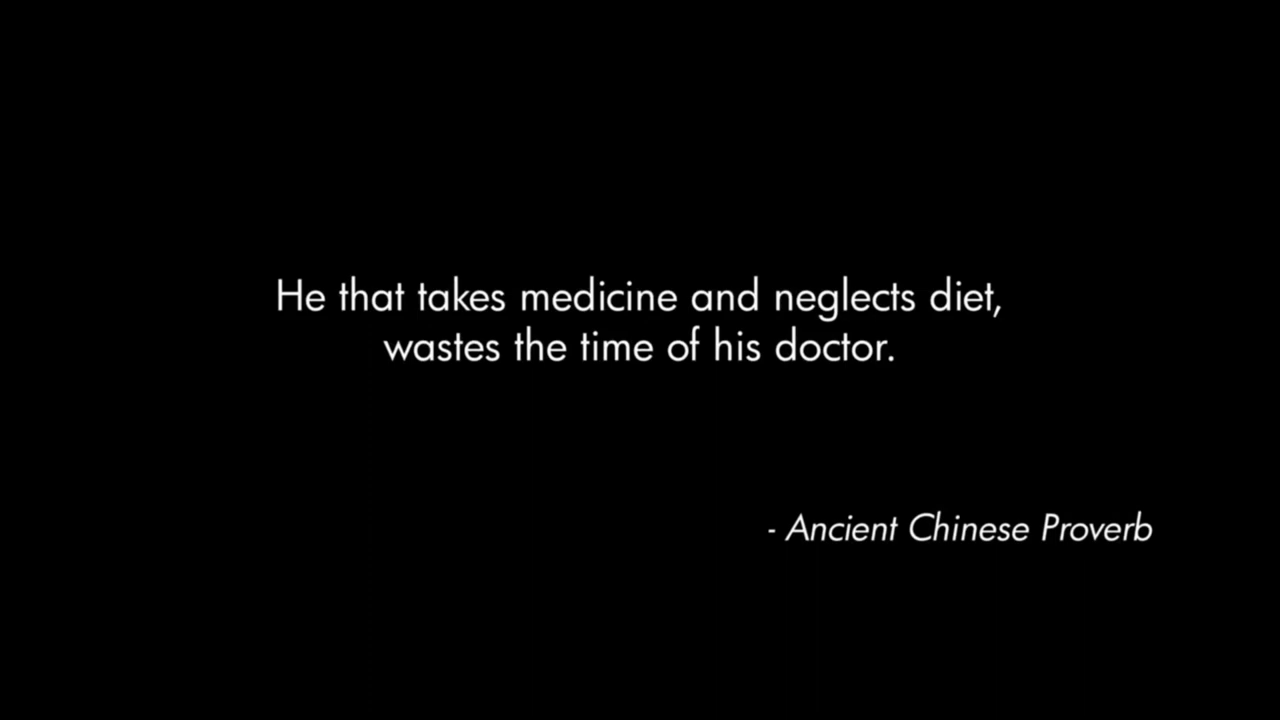 He that takes medicine and neglects diet,
wastes the time of his doctor.
- Ancient Chinese Proverb